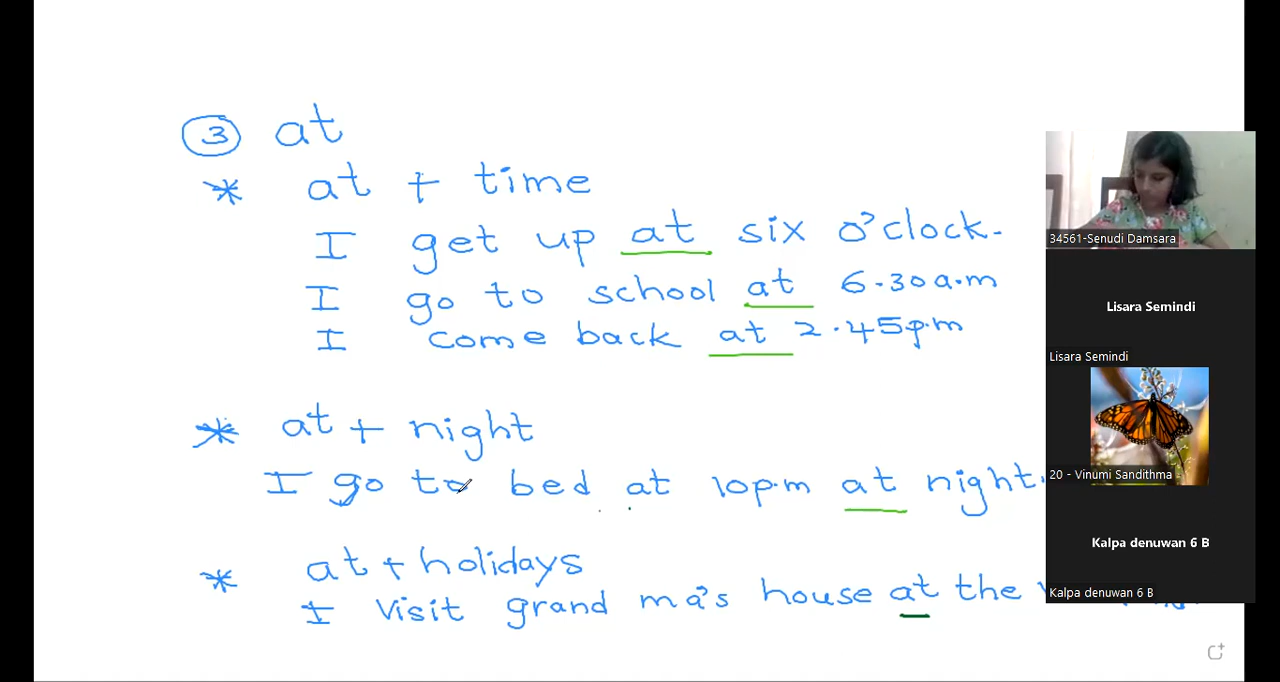 ③ at
* at + time
I get up at six o'clock.
I go to school at 6.30a.m
I come back at 2.45p.m
* at + night
I go to bed at 10p.m at night.
* at + holidays
I visit grand ma's house at the
34561-Senudi Damsara
Lisara Semindi
Lisara Semindi
20 - Vinumi Sandithma
Kalpa denuwan 6 B
Kalpa denuwan 6 B